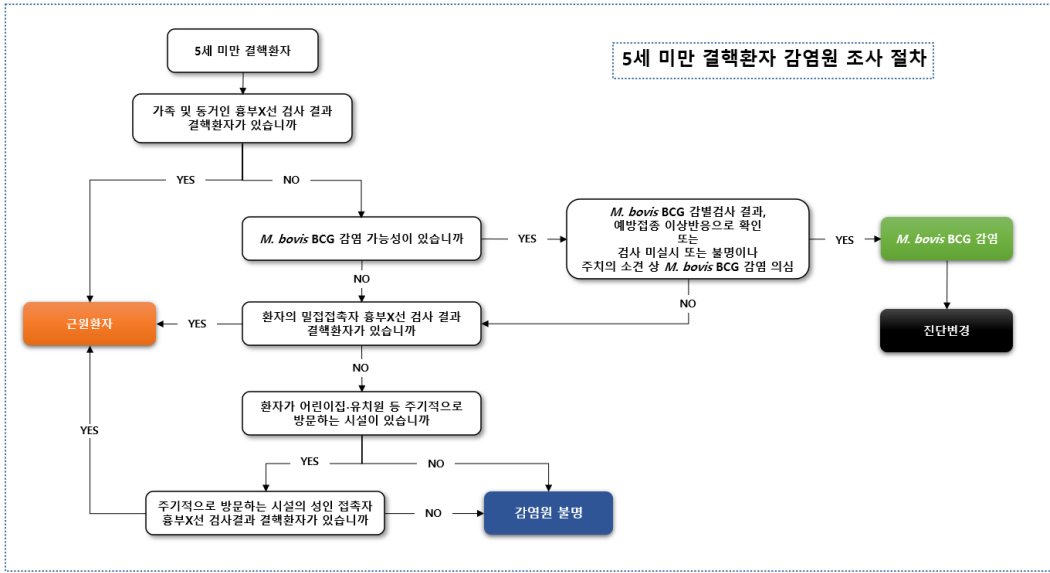 5세 미만 결핵환자 감염원 조사 절차
5세 미만 결핵환자
가족 및 동거인 흉부X선 검사 결과
결핵환자가 있습니까
YES
NO
M. bovis BCG 감염 가능성이 있습니까
YES
M. bovis BCG 감별검사 결과,
예방접종 이상반응으로 확인
또는
검사 미실시 또는 불명이나
주치의 소견 상 M. bovis BCG 감염 의심
YES
M. bovis BCG 감염
NO
NO
근원환자
YES
환자의 밀접접촉자 흉부X선 검사 결과
결핵환자가 있습니까
진단변경
NO
환자가 어린이집·유치원 등 주기적으로
방문하는 시설이 있습니까
YES
YES
NO
주기적으로 방문하는 시설의 성인 접촉자
흉부X선 검사결과 결핵환자가 있습니까
NO
감염원 불명